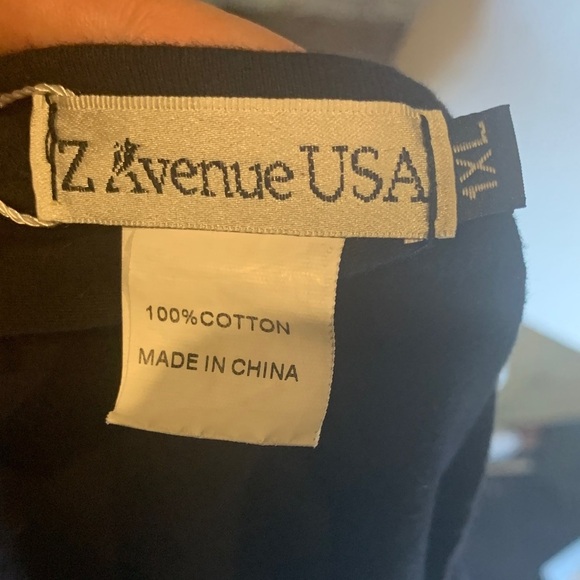 Z Avenue USA
1XL
100%COTTON
MADE IN CHINA